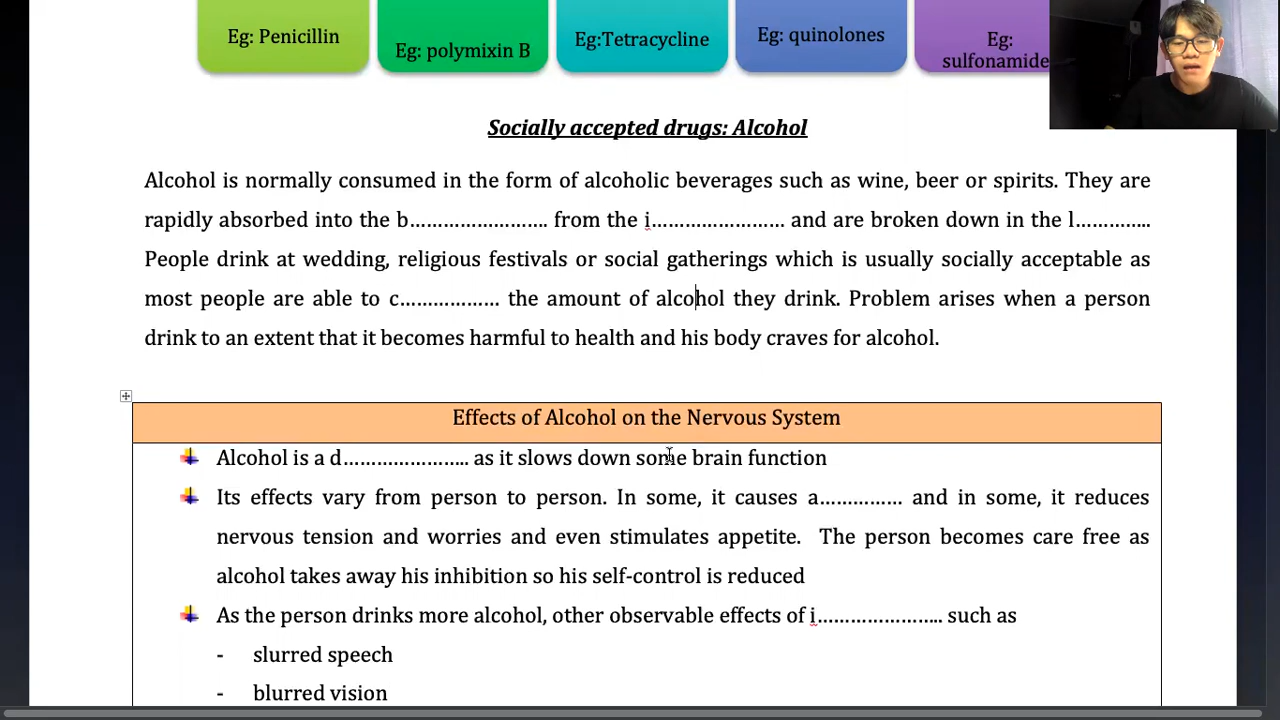 Eg: Penicillin
Eg: polymixin B
Eg:Tetracycline
Eg: quinolones
Eg:
sulfonamide
Socially accepted drugs: Alcohol
Alcohol is normally consumed in the form of alcoholic beverages such as wine, beer or spirits. They are
rapidly absorbed into the b……………………. from the i…………………… and are broken down in the l…………..
People drink at wedding, religious festivals or social gatherings which is usually socially acceptable as
most people are able to c……………… the amount of alcohol they drink. Problem arises when a person
drink to an extent that it becomes harmful to health and his body craves for alcohol.
Effects of Alcohol on the Nervous System
Alcohol is a d………………….. as it slows down some brain function
Its effects vary from person to person. In some, it causes a…………… and in some, it reduces
nervous tension and worries and even stimulates appetite. The person becomes care free as
alcohol takes away his inhibition so his self-control is reduced
As the person drinks more alcohol, other observable effects of i………………….. such as
- slurred speech
- blurred vision